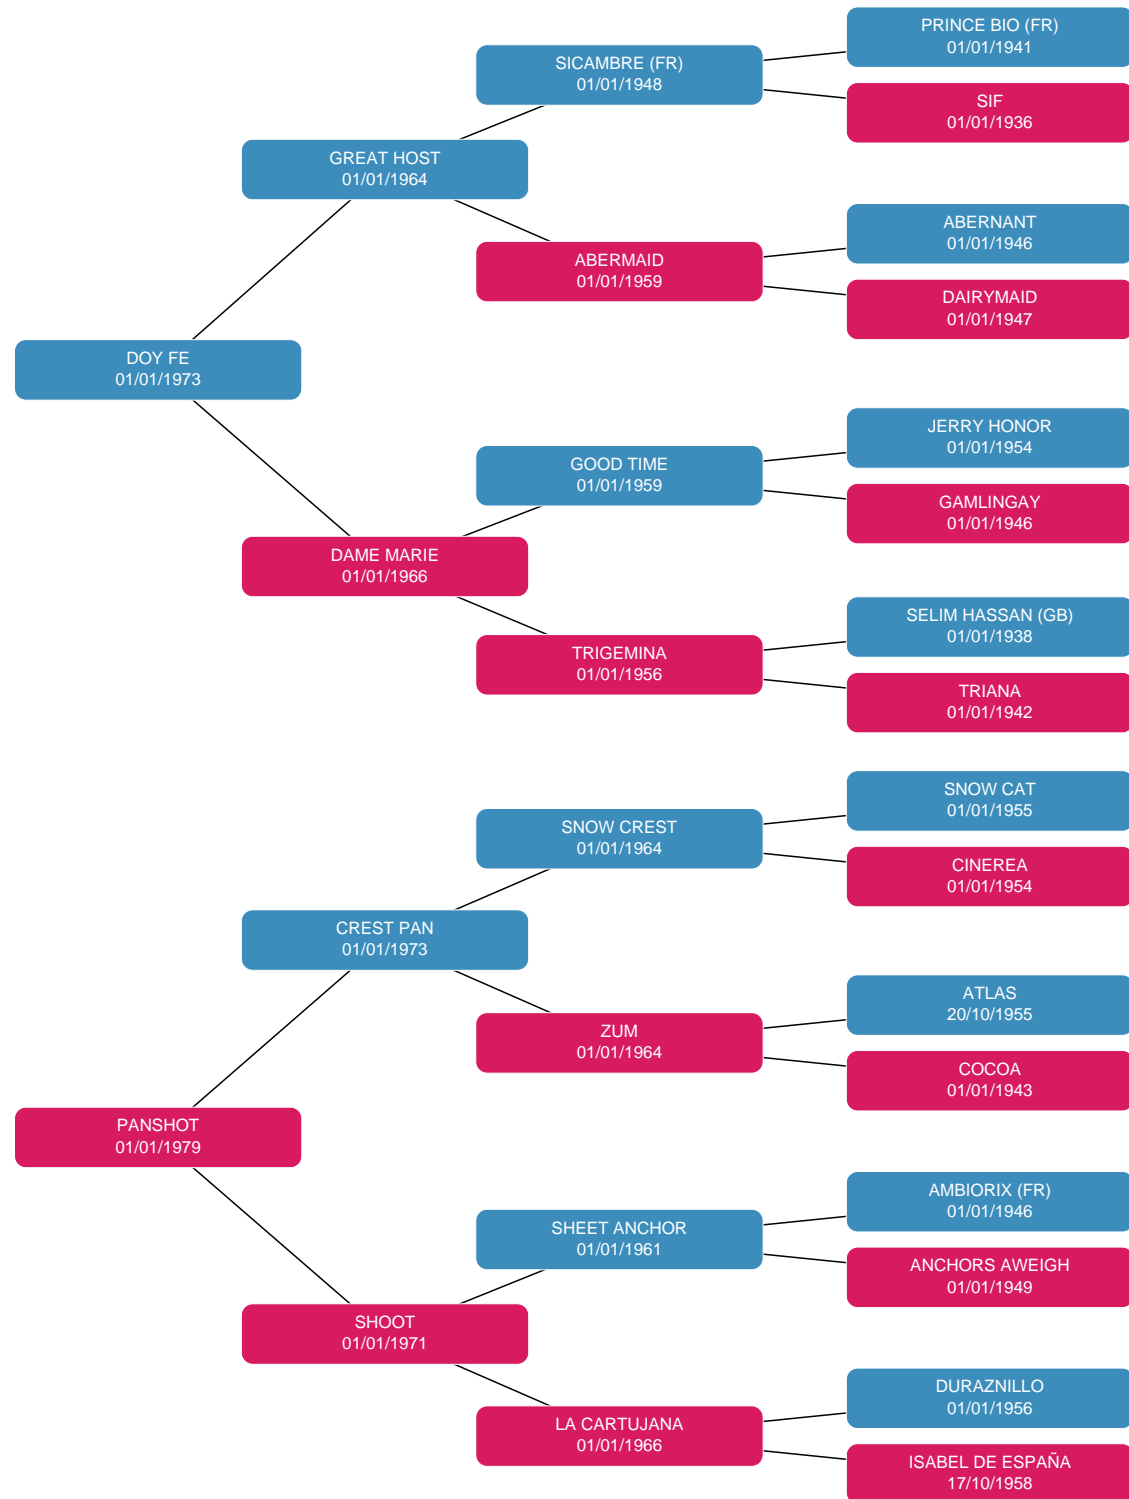 PRINCE BIO (FR)
01/01/1941
SICAMBRE (FR)
01/01/1948
SIF
01/01/1936
GREAT HOST
01/01/1964
ABERNANT
01/01/1946
ABERMAID
01/01/1959
DAIRYMAID
01/01/1947
DOY FE
01/01/1973
JERRY HONOR
01/01/1954
GOOD TIME
01/01/1959
GAMLINGAY
01/01/1946
DAME MARIE
01/01/1966
SELIM HASSAN (GB)
01/01/1938
TRIGEMINA
01/01/1956
TRIANA
01/01/1942
SNOW CAT
01/01/1955
SNOW CREST
01/01/1964
CINEREA
01/01/1954
CREST PAN
01/01/1973
ATLAS
20/10/1955
ZUM
01/01/1964
COCOA
01/01/1943
PANSHOT
01/01/1979
AMBIORIX (FR)
01/01/1946
SHEET ANCHOR
01/01/1961
ANCHORS AWEIGH
01/01/1949
SHOOT
01/01/1971
DURAZNILLO
01/01/1956
LA CARTUJANA
01/01/1966
ISABEL DE ESPAÑA
17/10/1958